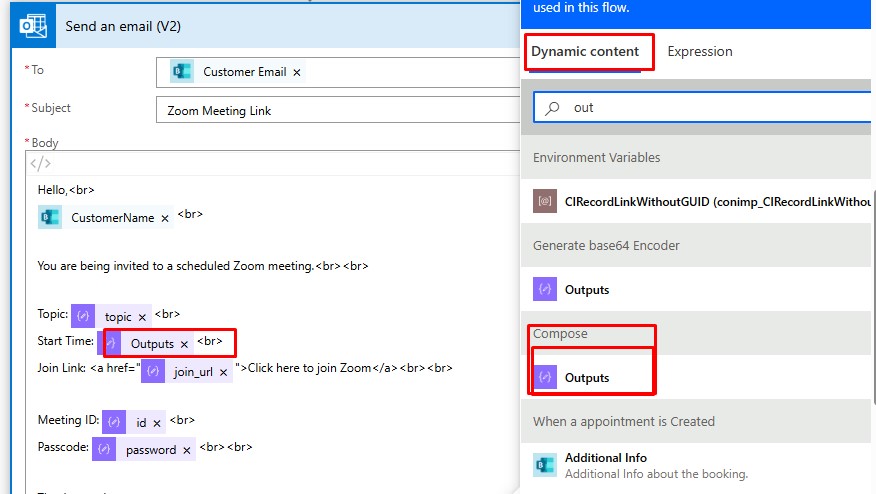 Send an email (V2)
* To
Customer Email ×
* Subject
Zoom Meeting Link
* Body
</>
Hello,<br>
CustomerName × <br>
You are being invited to a scheduled Zoom meeting.<br><br>
Topic: topic × <br>
Start Time: Outputs × <br>
Join Link: <a href=" join_url × ">Click here to join Zoom</a><br><br>
Meeting ID: id × <br>
Passcode: password × <br><br>
used in this flow.
Dynamic content Expression
out
Environment Variables
CIRecordLinkWithoutGUID (conimp_CIRecordLinkWithou
Generate base64 Encoder
Outputs
Compose
Outputs
When a appointment is Created
Additional Info
Additional Info about the booking.